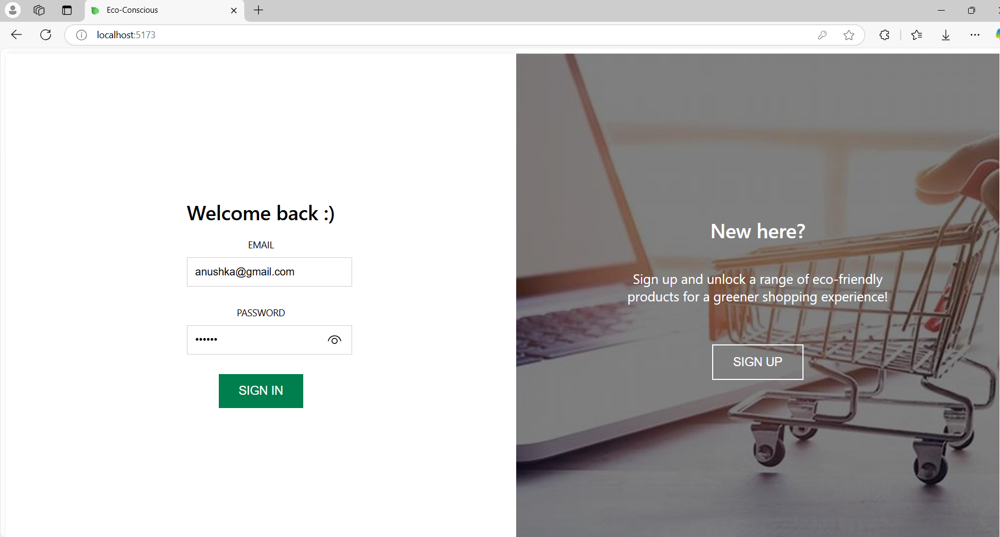 Eco-Conscious
localhost:5173
Welcome back :)
EMAIL
anushka@gmail.com
PASSWORD
••••••
SIGN IN
New here?
Sign up and unlock a range of eco-friendly
products for a greener shopping experience!
SIGN UP